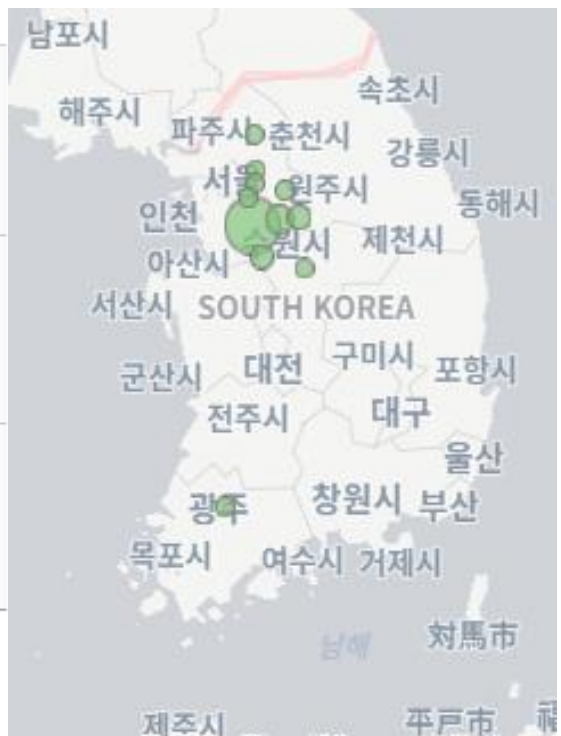 남포시
속초시
해주시
파주시
춘천시
강릉시
서울
원주시
동해시
인천
수원시
제천시
아산시
서산시
SOUTH KOREA
군산시
대전
구미시
포항시
전주시
대구
울산
광주
창원시
부산
목포시
여수시
거제시
남해
対馬市
제주시
平戸市
福